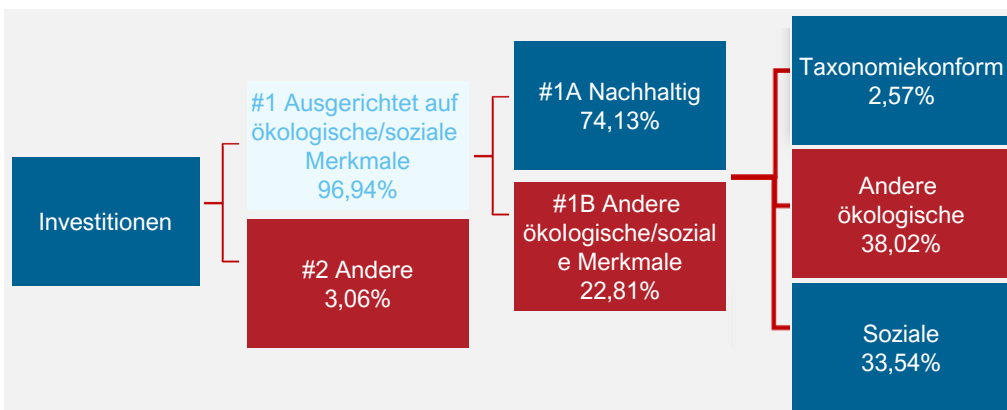 Investitionen
#1 Ausgerichtet auf
ökologische/soziale
Merkmale
96,94%
#2 Andere
3,06%
#1A Nachhaltig
74,13%
#1B Andere
ökologische/sozial
e Merkmale
22,81%
Taxonomiekonform
2,57%
Andere
ökologische
38,02%
Soziale
33,54%